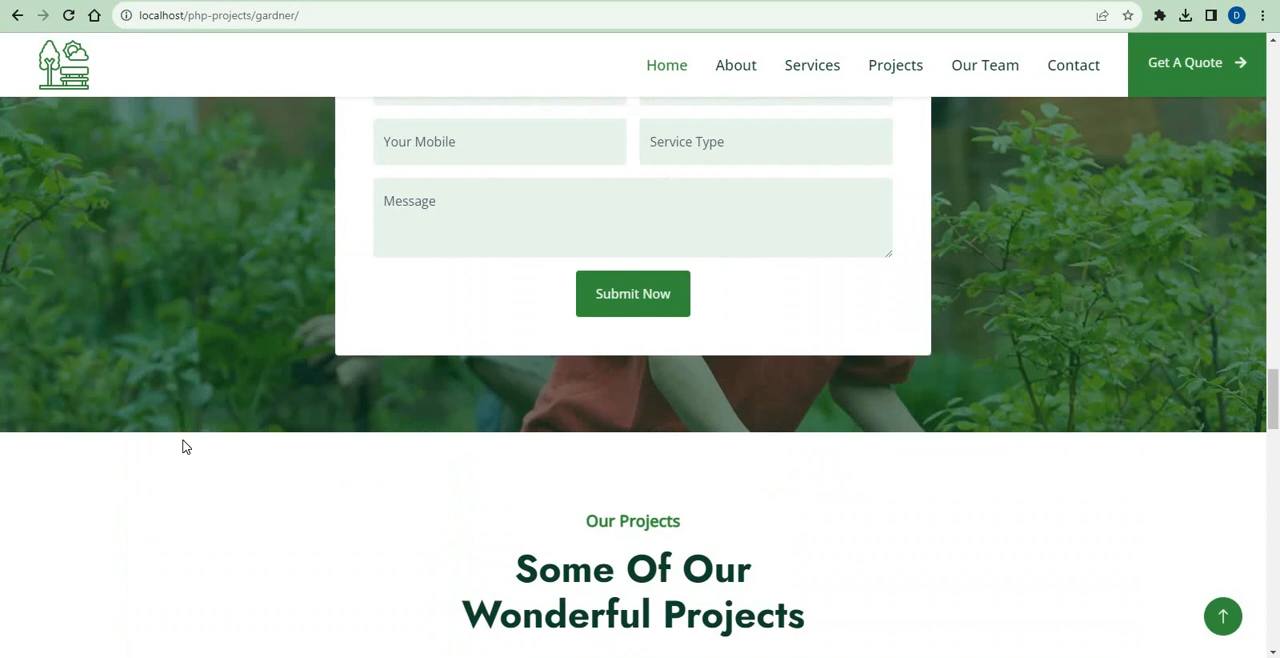 localhost/php-projects/gardner/
D
Home About Services Projects Our Team Contact Get A Quote
Your Mobile Service Type
Message
Submit Now
Our Projects
Some Of Our
Wonderful Projects